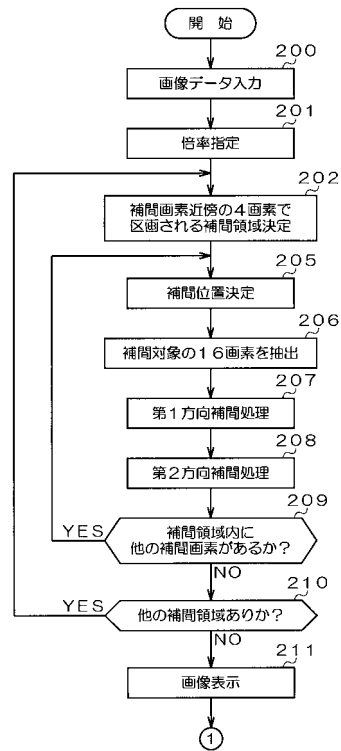 開 始
200
画像データ入力
201
倍率指定
202
補間画素近傍の4画素で
区画される補間領域決定
205
補間位置決定
206
補間対象の16画素を抽出
207
第1方向補間処理
208
第2方向補間処理
209
YES
補間領域内に
他の補間画素があるか?
NO
210
YES
他の補間領域ありか?
NO
211
画像表示
1